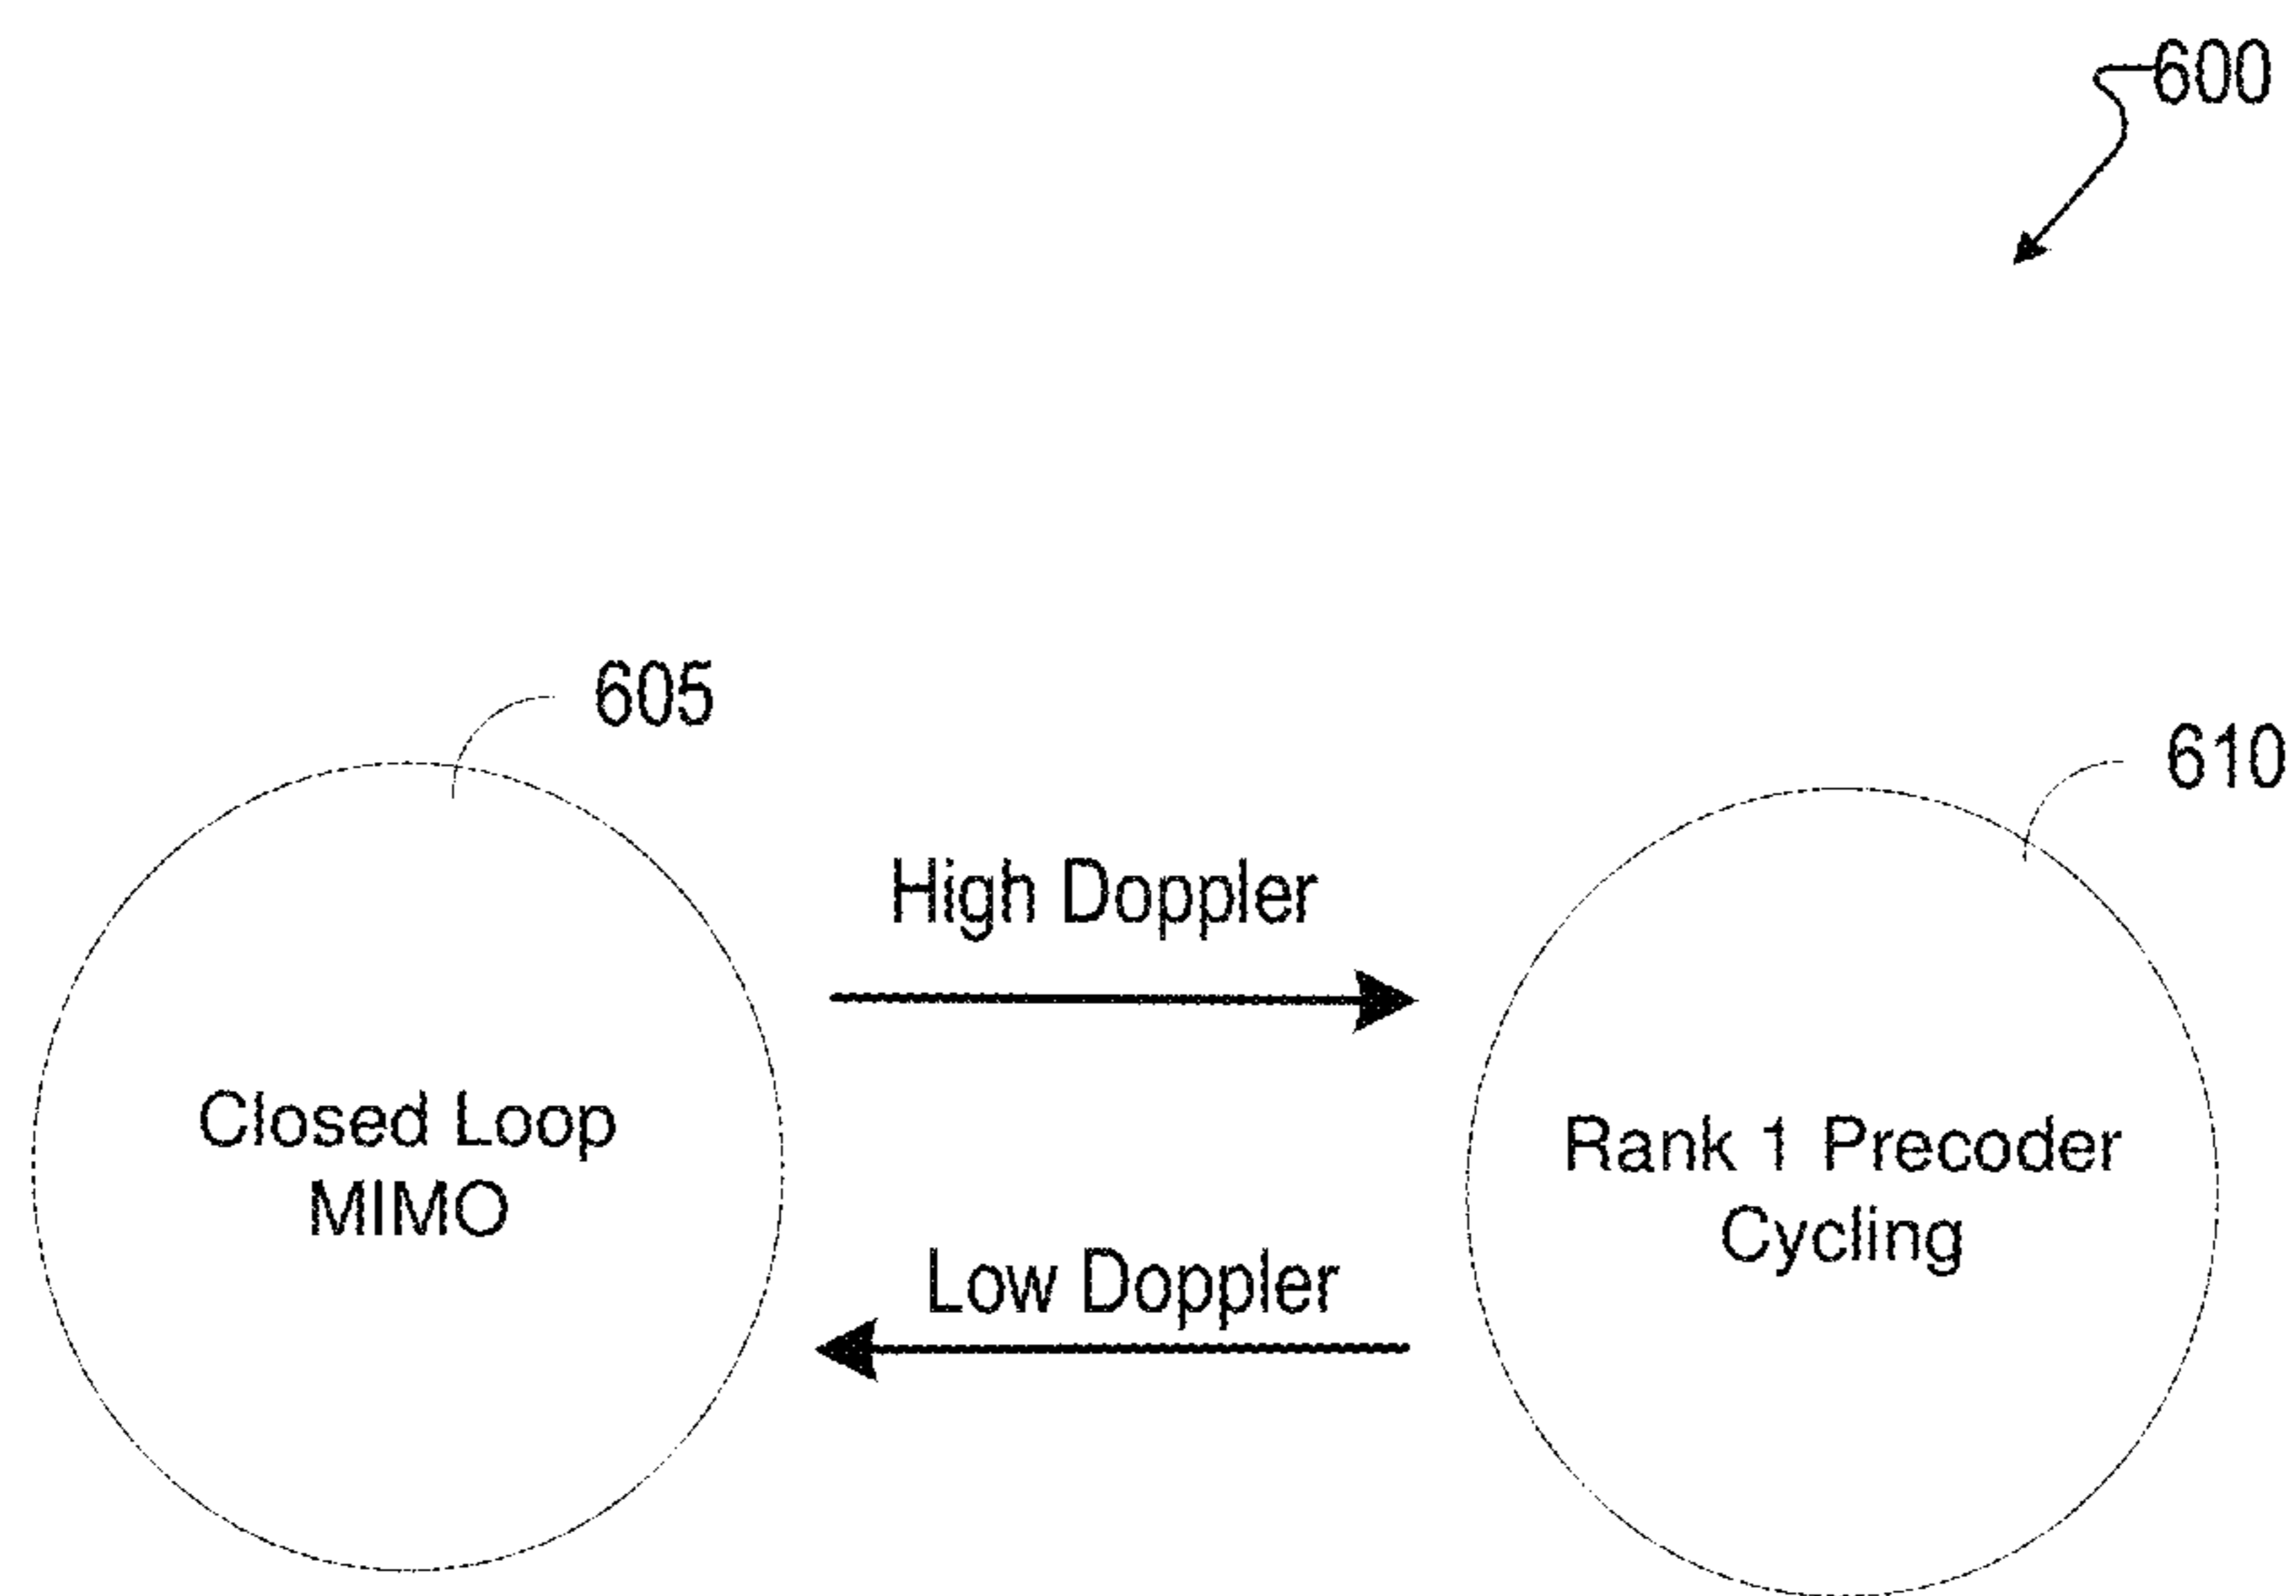 600
605
610
High Doppler
Closed Loop
MIMO
Rank 1 Precoder
Cycling
Low Doppler